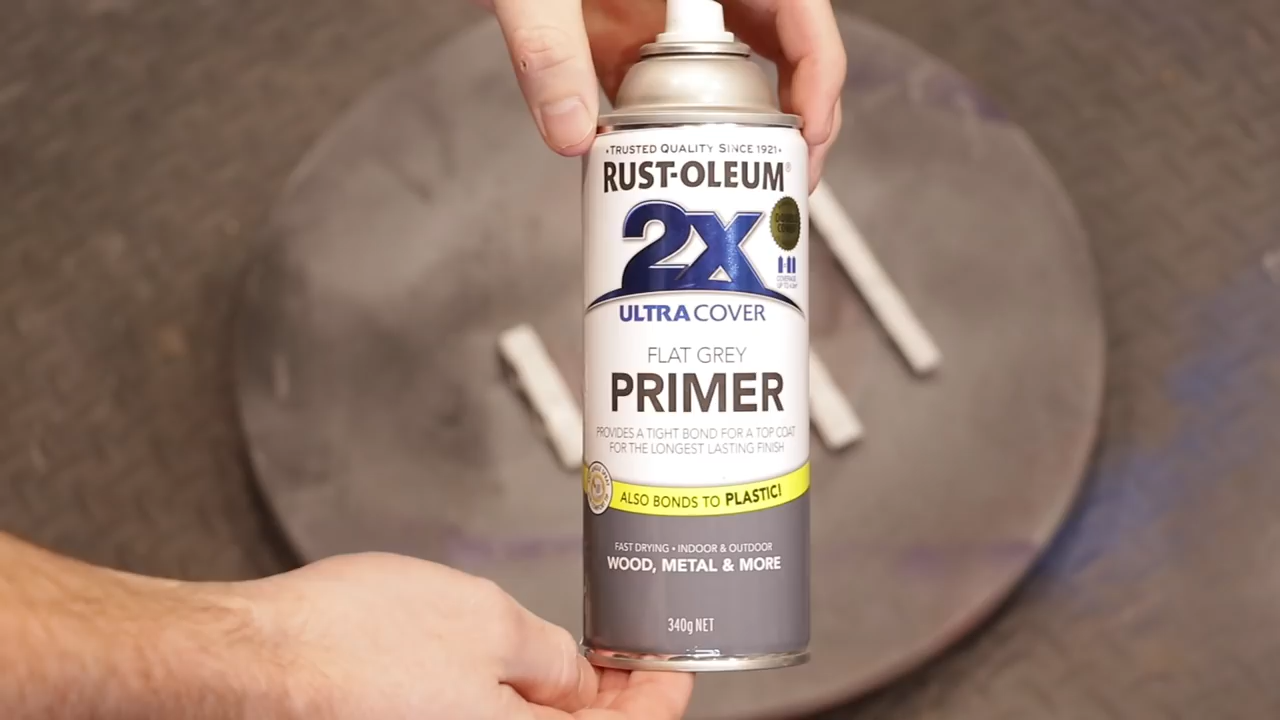 •TRUSTED QUALITY SINCE 1921•
RUST-OLEUM®
2X
ULTRA COVER
FLAT GREY
PRIMER
PROVIDES A TIGHT BOND FOR A TOP COAT
FOR THE LONGEST LASTING FINISH
ALSO BONDS TO PLASTIC!
FAST DRYING • INDOOR & OUTDOOR
WOOD, METAL & MORE
340g NET